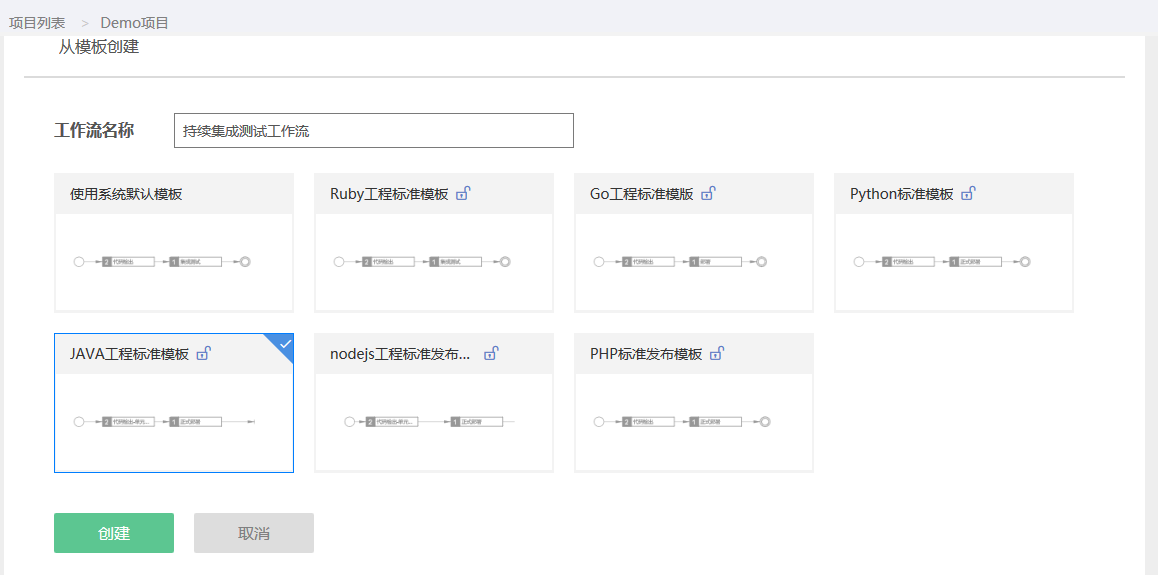 项目列表 > Demo项目
从模板创建
工作流名称 持续集成测试工作流
使用系统默认模板 Ruby工程标准模板 Go工程标准模版 Python标准模板
2 代码检出 1 集成测试 2 代码检出 1 集成测试 2 代码检出 1 部署 2 代码检出 1 正式部署
JAVA工程标准模板 nodejs工程标准发布... PHP标准发布模板
2 代码检出-单元... 1 正式部署 2 代码检出-单元... 1 正式部署 2 代码检出 1 正式部署
创建 取消